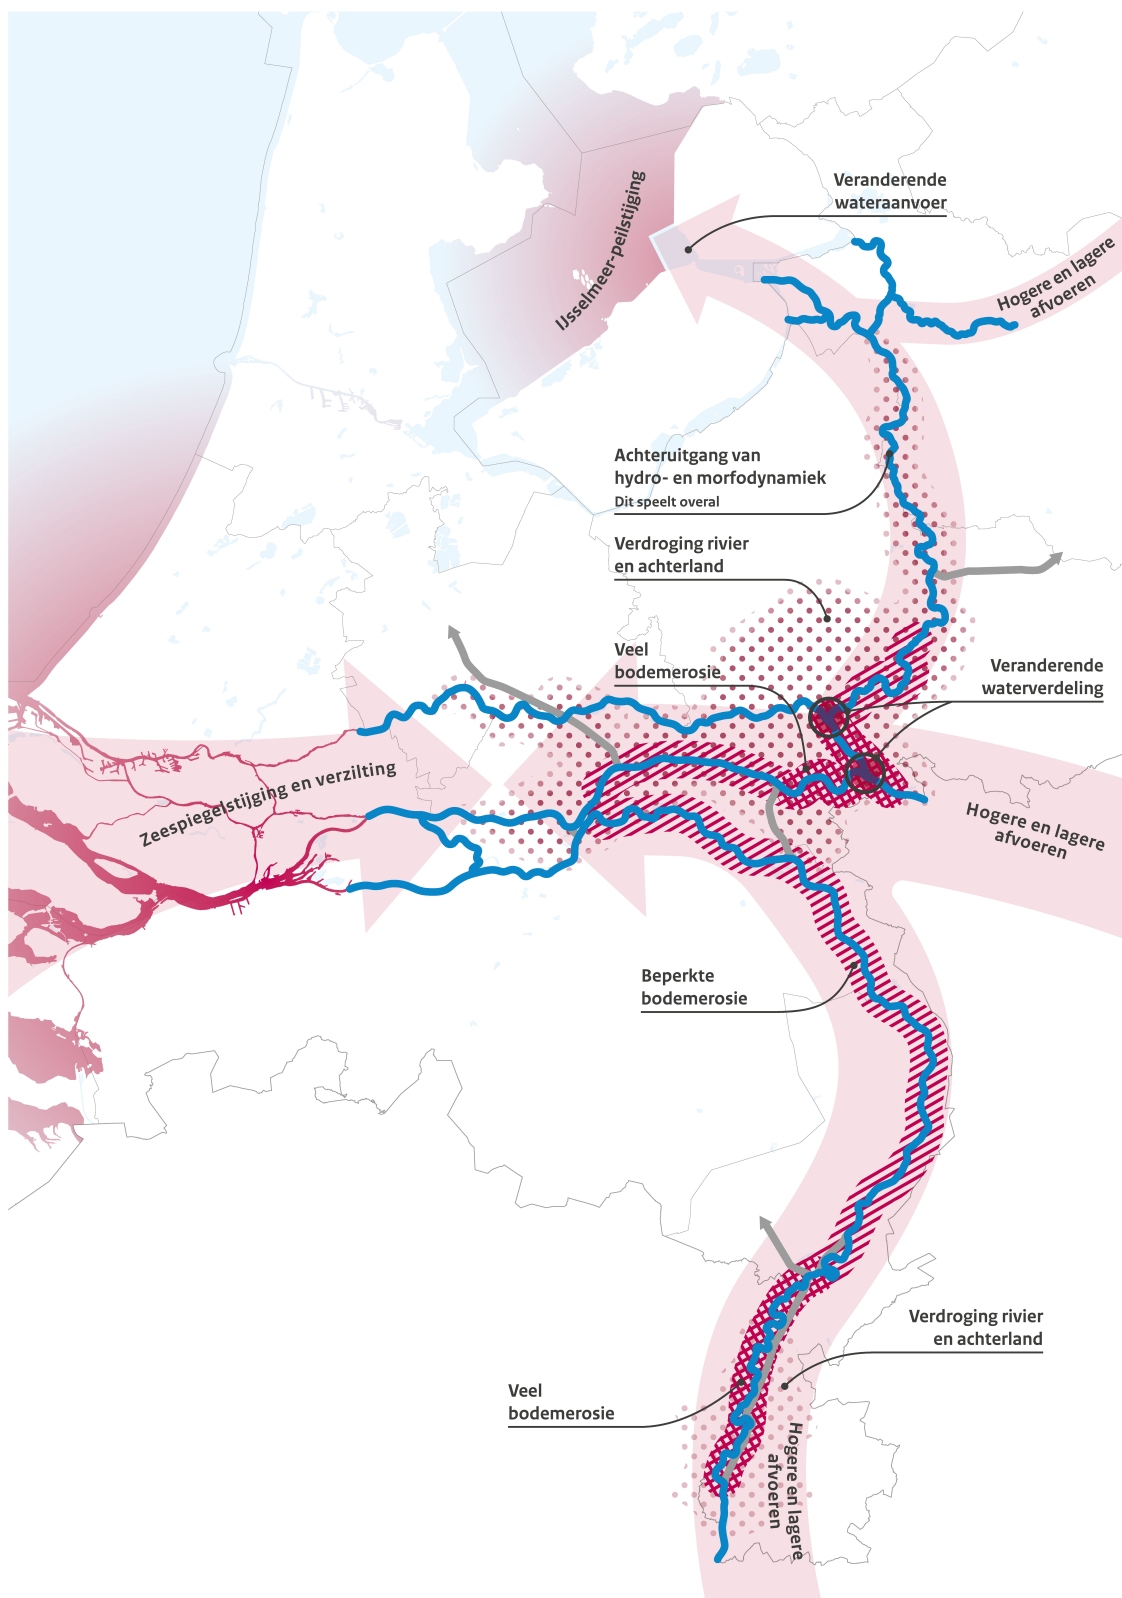 Veranderende
wateraanvoer
IJsselmeer-peilstijging
Hogere en lagere
afvoeren
Achteruitgang van
hydro- en morfodynamiek
Dit speelt overal
Verdroging rivier
en achterland
Veel
bodemerosie
Veranderende
waterverdeling
Zeespiegelstijging en verzilting
Hogere en lagere
afvoeren
Beperkte
bodemerosie
Verdroging rivier
en achterland
Veel
bodemerosie
Hogere en lagere
afvoeren